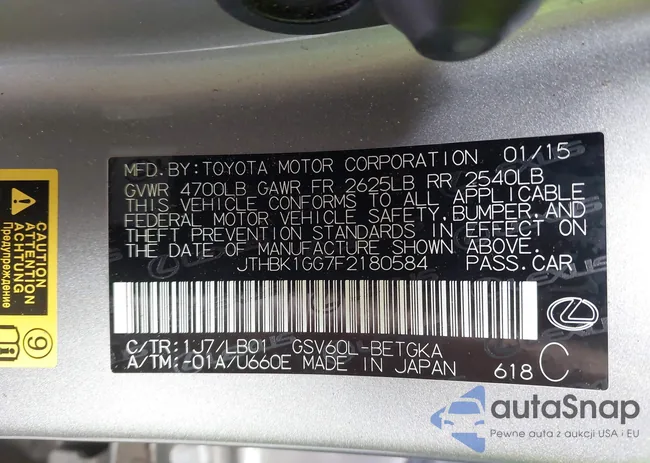 MFD. BY: TOYOTA MOTOR CORPORATION 01/15
GVWR 4700LB GAWR FR 2625LB RR 2540LB
THIS VEHICLE CONFORMS TO ALL APPLICABLE
FEDERAL MOTOR VEHICLE SAFETY, BUMPER, AND
THEFT PREVENTION STANDARDS IN EFFECT ON
THE DATE OF MANUFACTURE SHOWN ABOVE.
JTHBK1GG7F2180584 PASS.CAR
C/TR: 1J7/LB01 GSV60L-BETGKA
A/TM: -01A/U660E MADE IN JAPAN 618 C
CAUTION
ATTENTION
ACHTUNG
Предупреждение
9
autaSnap
Pewne auta z aukcji USA i EU